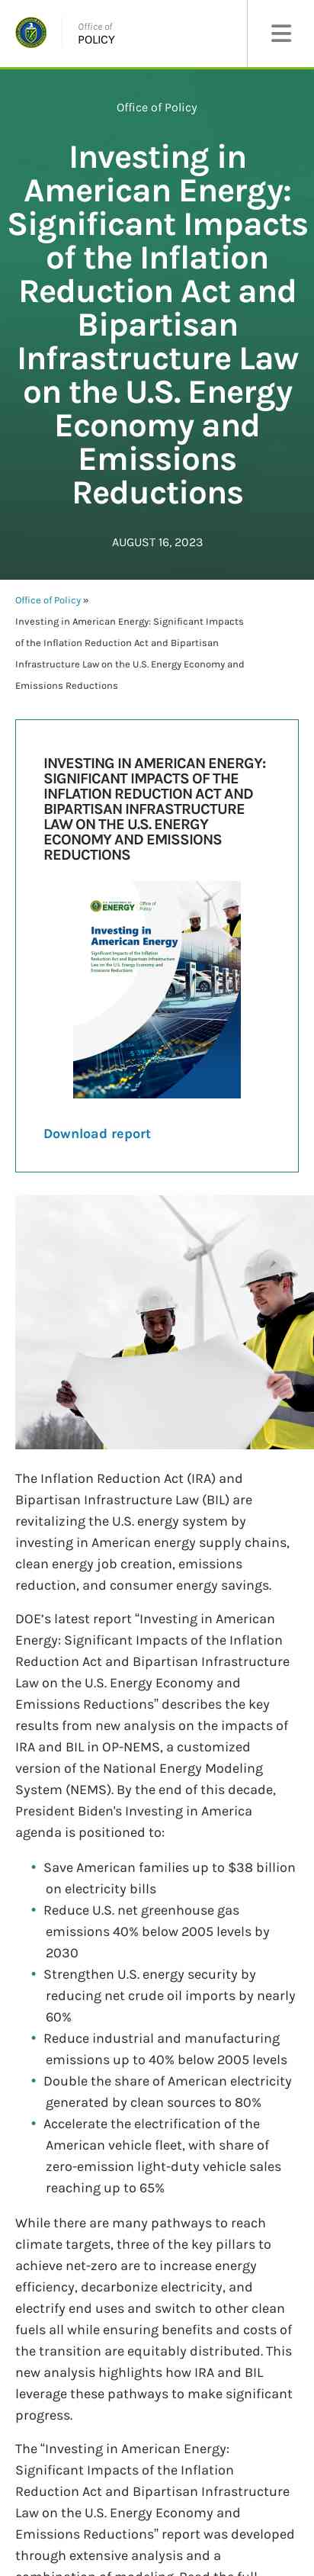 Office of
POLICY
Office of Policy
Investing in
American Energy:
Significant Impacts
of the Inflation
Reduction Act and
Bipartisan
Infrastructure Law
on the U.S. Energy
Economy and
Emissions
Reductions
AUGUST 16, 2023
Office of Policy »
Investing in American Energy: Significant Impacts
of the Inflation Reduction Act and Bipartisan
Infrastructure Law on the U.S. Energy Economy and
Emissions Reductions
INVESTING IN AMERICAN ENERGY:
SIGNIFICANT IMPACTS OF THE
INFLATION REDUCTION ACT AND
BIPARTISAN INFRASTRUCTURE
LAW ON THE U.S. ENERGY
ECONOMY AND EMISSIONS
REDUCTIONS
U.S. DEPARTMENT OF
ENERGY
Office of
Policy
Investing in
American Energy
Significant Impacts of the Inflation
Reduction Act and Bipartisan Infrastructure
Law on the U.S. Energy Economy and
Emissions Reductions
Download report
The Inflation Reduction Act (IRA) and
Bipartisan Infrastructure Law (BIL) are
revitalizing the U.S. energy system by
investing in American energy supply chains,
clean energy job creation, emissions
reduction, and consumer energy savings.
DOE’s latest report “Investing in American
Energy: Significant Impacts of the Inflation
Reduction Act and Bipartisan Infrastructure
Law on the U.S. Energy Economy and
Emissions Reductions” describes the key
results from new analysis on the impacts of
IRA and BIL in OP-NEMS, a customized
version of the National Energy Modeling
System (NEMS). By the end of this decade,
President Biden's Investing in America
agenda is positioned to:
• Save American families up to $38 billion
on electricity bills
• Reduce U.S. net greenhouse gas
emissions 40% below 2005 levels by
2030
• Strengthen U.S. energy security by
reducing net crude oil imports by nearly
60%
• Reduce industrial and manufacturing
emissions up to 40% below 2005 levels
• Double the share of American electricity
generated by clean sources to 80%
• Accelerate the electrification of the
American vehicle fleet, with share of
zero-emission light-duty vehicle sales
reaching up to 65%
While there are many pathways to reach
climate targets, three of the key pillars to
achieve net-zero are to increase energy
efficiency, decarbonize electricity, and
electrify end uses and switch to other clean
fuels all while ensuring benefits and costs of
the transition are equitably distributed. This
new analysis highlights how IRA and BIL
leverage these pathways to make significant
progress.
The “Investing in American Energy:
Significant Impacts of the Inflation
Reduction Act and Bipartisan Infrastructure
Law on the U.S. Energy Economy and
Emissions Reductions” report was developed
through extensive analysis and a
combination of modeling. Read the full